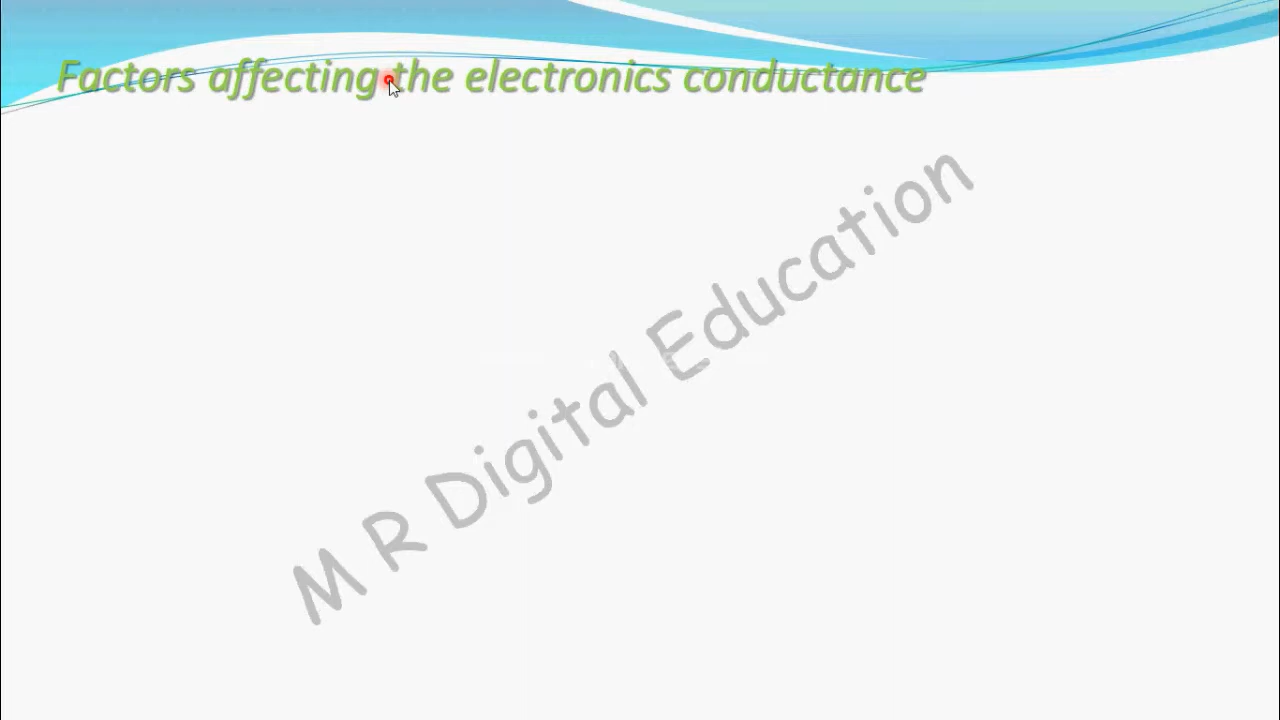 Factors affecting the electronics conductance
M R Digital Education